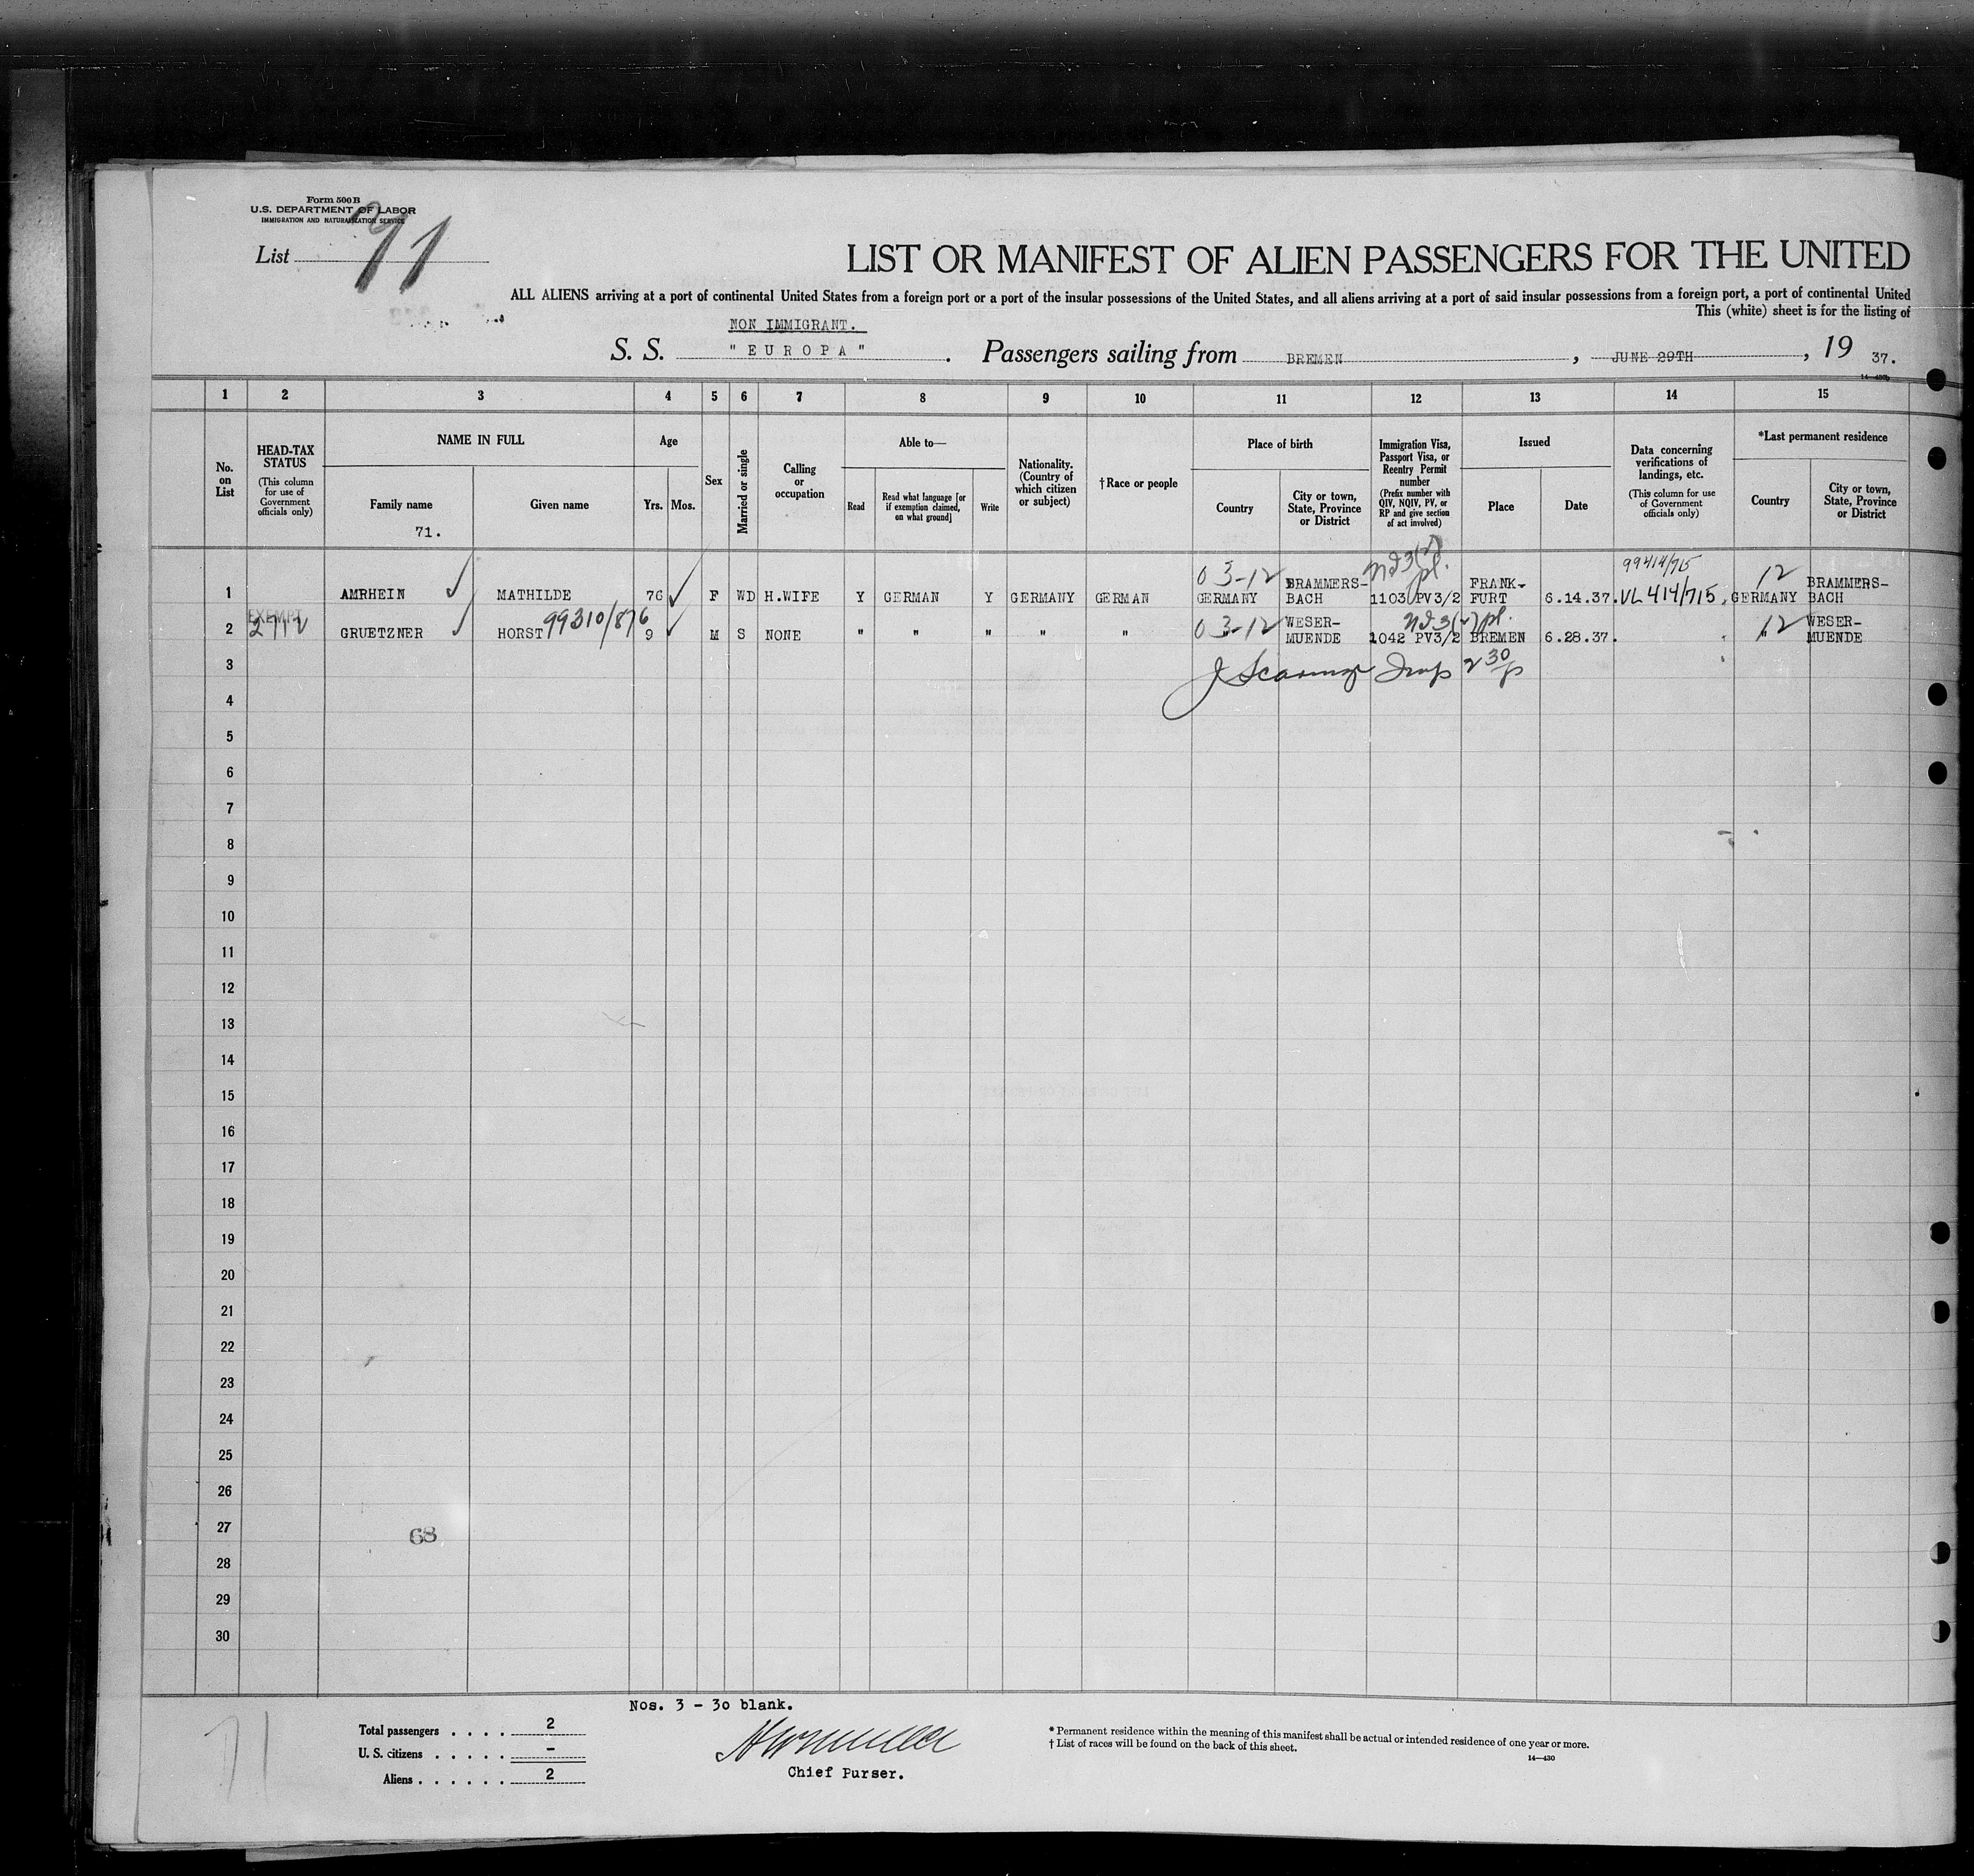 Form 500 B
U.S. DEPARTMENT OF LABOR
IMMIGRATION AND NATURALIZATION SERVICE
List 71
LIST OR MANIFEST OF ALIEN PASSENGERS FOR THE UNITED
ALL ALIENS arriving at a port of continental United States from a foreign port or a port of the insular possessions of the United States, and all aliens arriving at a port of said insular possessions from a foreign port, a port of continental United
This (white) sheet is for the listing of
NON IMMIGRANT.
S. S. "EUROPA". Passengers sailing from BREMEN, JUNE 29TH, 19 37.
14—430b
1 2 3 4 5 6 7 8 9 10 11 12 13 14 15
No. on List
HEAD-TAX STATUS (This column for use of Government officials only)
NAME IN FULL
Family name
71.
Given name
Age
Yrs. Mos.
Sex
Married or single
Calling or occupation
Able to—
Read
Read what language [or if exemption claimed, on what ground]
Write
Nationality. (Country of which citizen or subject)
†Race or people
Place of birth
Country
City or town, State, Province or District
Immigration Visa, Passport Visa, or Reentry Permit number (Prefix number with QIV, NQIV, PV, or RP and give section of act involved)
Issued
Place
Date
Data concerning verifications of landings, etc. (This column for use of Government officials only)
*Last permanent residence
Country
City or town, State, Province or District
03-12 99414/715 12
1 AMRHEIN MATHILDE 76 F WD H.WIFE Y GERMAN Y GERMANY GERMAN GERMANY BRAMMERS-BACH 1103 PV3/2 FRANK-FURT 6.14.37. VL 414/715 GERMANY BRAMMERS-BACH
EXEMPT
2 GRUETZNER HORST 99310/876 9 M S NONE " " " " " 03-12 WESER-MUENDE 1042 PV3/2 BREMEN 6.28.37. 12 WESER-MUENDE
3 Insp 2 30 p
4
5
6
7
8
9
10
11
12
13
14
15
16
17
18
19
20
21
22
23
24
25
26
27
68
28
29
30
Nos. 3 - 30 blank.
Total passengers . . . . 2
U. S. citizens . . . . . -
Aliens . . . . . . 2
71
Chief Purser.
* Permanent residence within the meaning of this manifest shall be actual or intended residence of one year or more.
† List of races will be found on the back of this sheet.
14—430